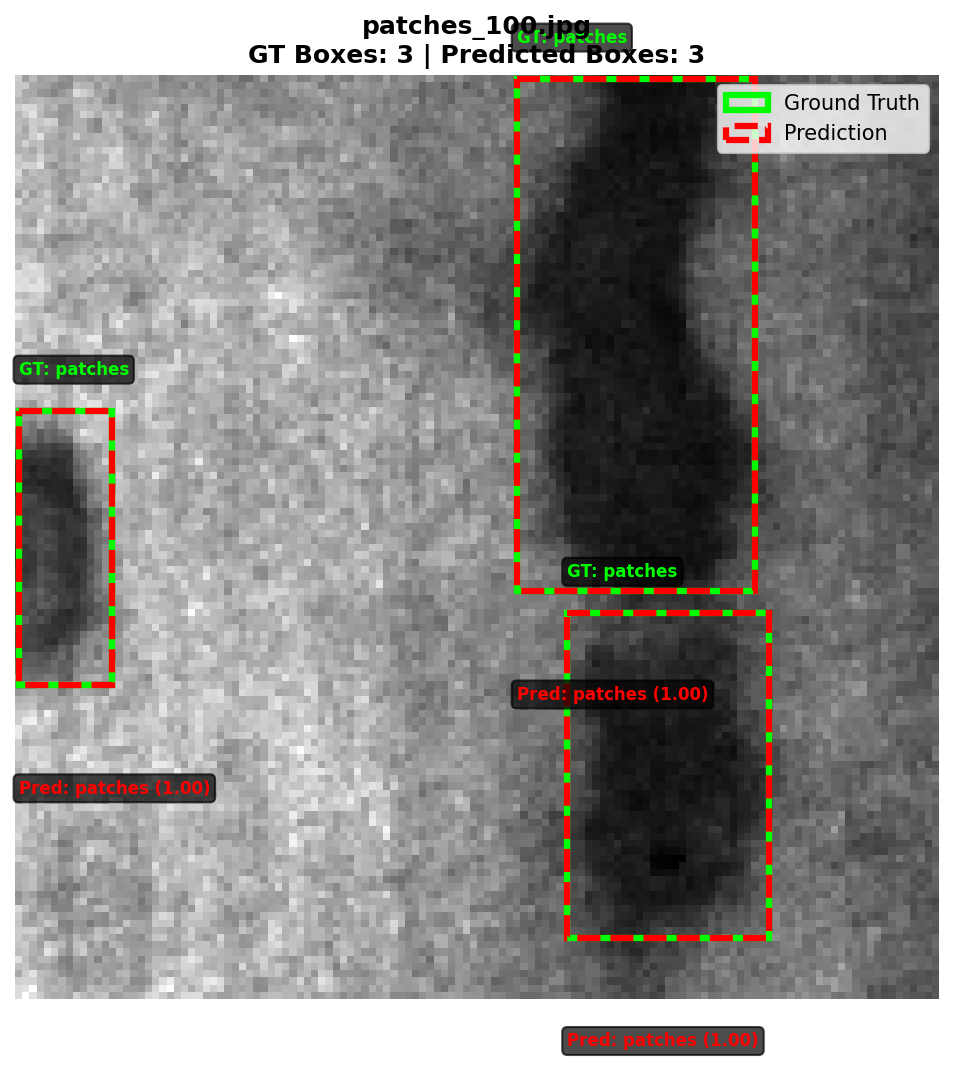 patches_100.jpg
GT: patches
GT Boxes: 3 | Predicted Boxes: 3
Ground Truth
Prediction
GT: patches
GT: patches
Pred: patches (1.00)
Pred: patches (1.00)
Pred: patches (1.00)